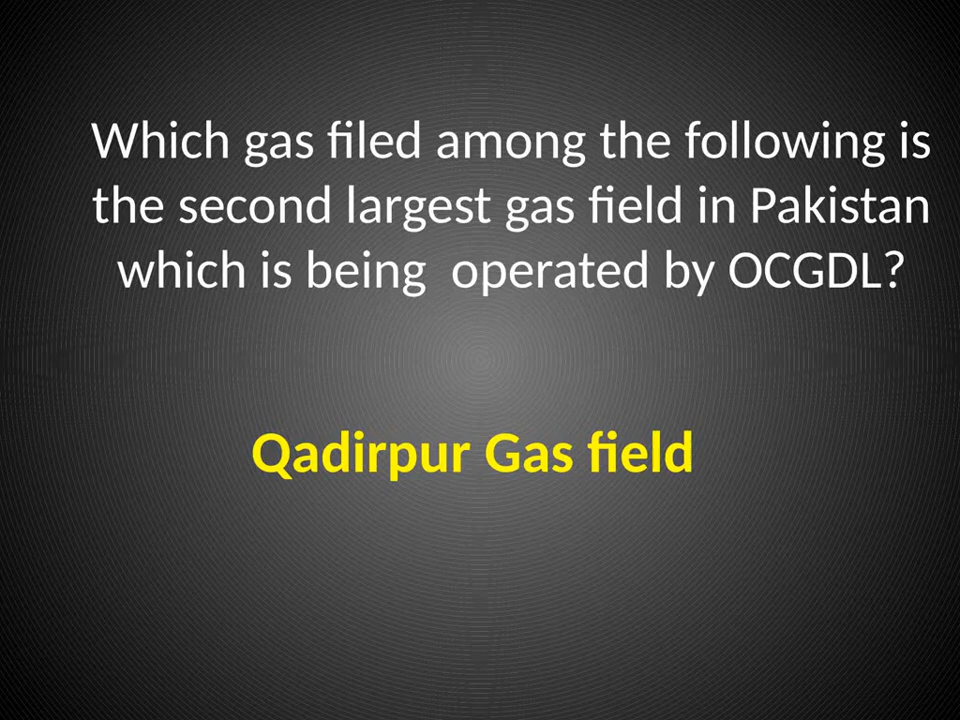 Which gas filed among the following is
the second largest gas field in Pakistan
which is being  operated by OCGDL?
Qadirpur Gas field